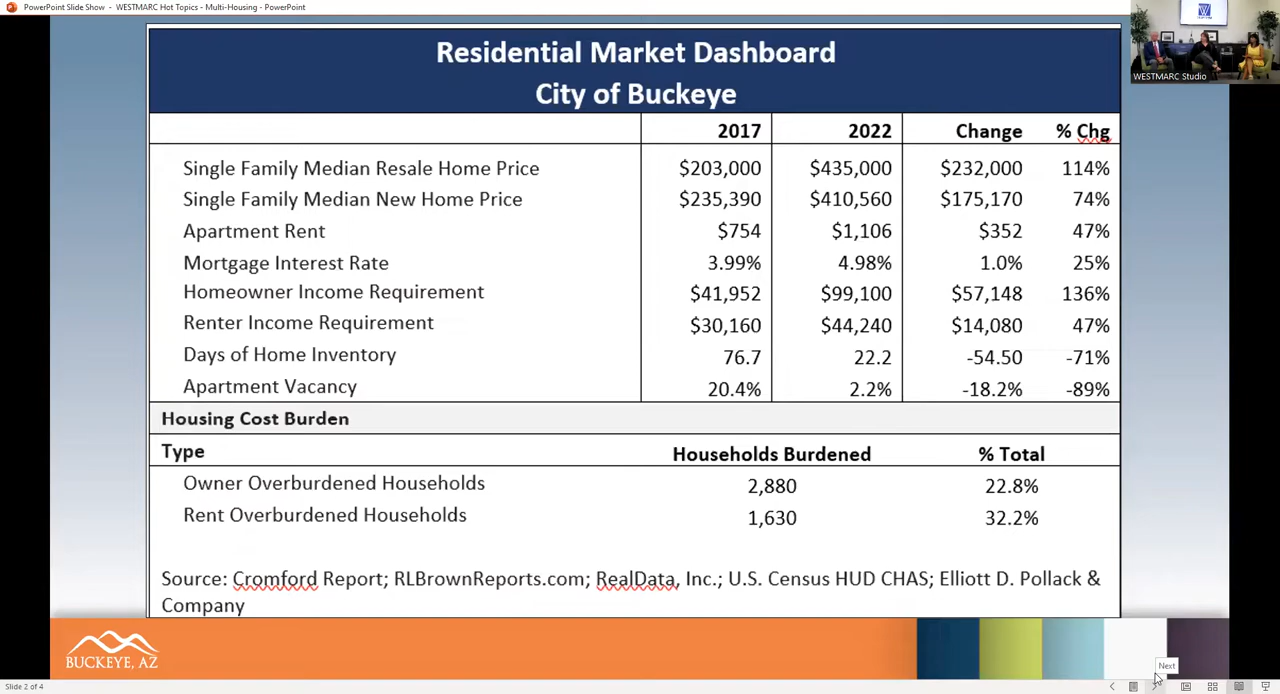 PowerPoint Slide Show - WESTMARC Hot Topics - Multi-Housing - PowerPoint
WESTMARC Studio
Residential Market Dashboard
City of Buckeye
2017 2022 Change % Chg
Single Family Median Resale Home Price $203,000 $435,000 $232,000 114%
Single Family Median New Home Price $235,390 $410,560 $175,170 74%
Apartment Rent $754 $1,106 $352 47%
Mortgage Interest Rate 3.99% 4.98% 1.0% 25%
Homeowner Income Requirement $41,952 $99,100 $57,148 136%
Renter Income Requirement $30,160 $44,240 $14,080 47%
Days of Home Inventory 76.7 22.2 -54.50 -71%
Apartment Vacancy 20.4% 2.2% -18.2% -89%
Housing Cost Burden
Type Households Burdened % Total
Owner Overburdened Households 2,880 22.8%
Rent Overburdened Households 1,630 32.2%
Source: Cromford Report; RLBrownReports.com; RealData, Inc.; U.S. Census HUD CHAS; Elliott D. Pollack &
Company
BUCKEYE, AZ
Next
Slide 2 of 4